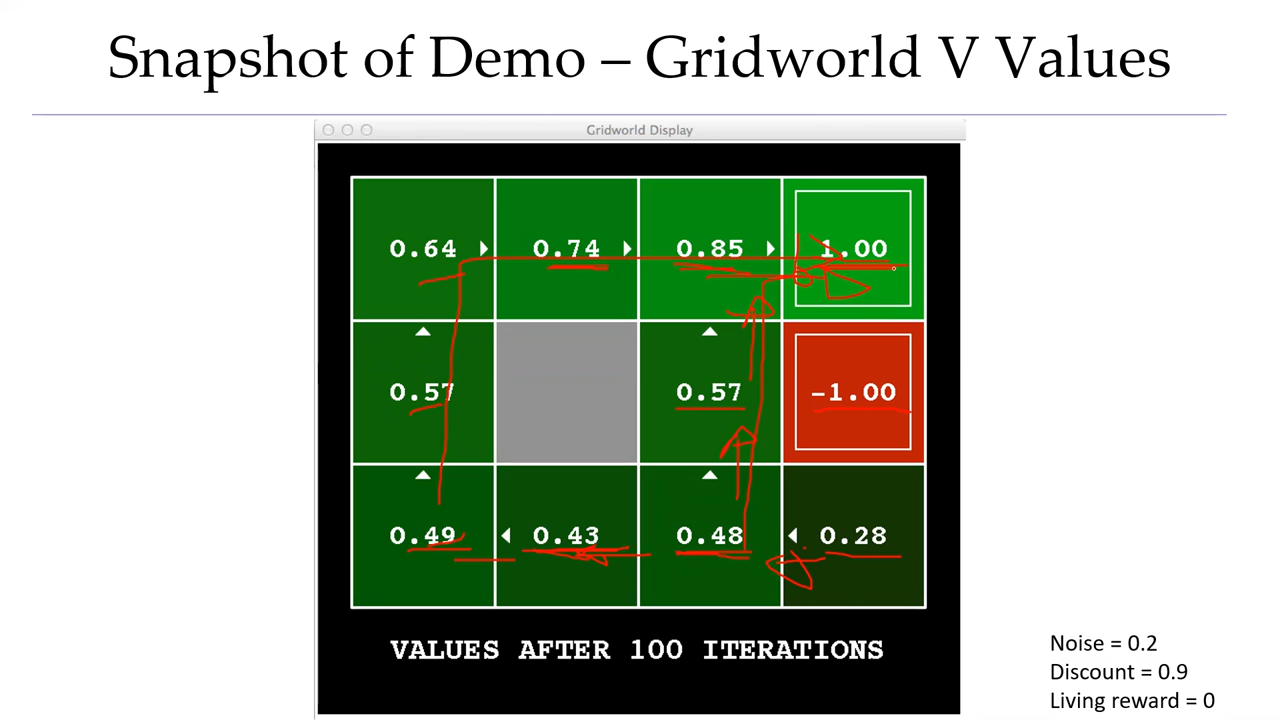 Snapshot of Demo – Gridworld V Values
Gridworld Display
0.64 0.74 0.85 1.00
0.57 0.57 -1.00
0.49 0.43 0.48 0.28
VALUES AFTER 100 ITERATIONS
Noise = 0.2
Discount = 0.9
Living reward = 0